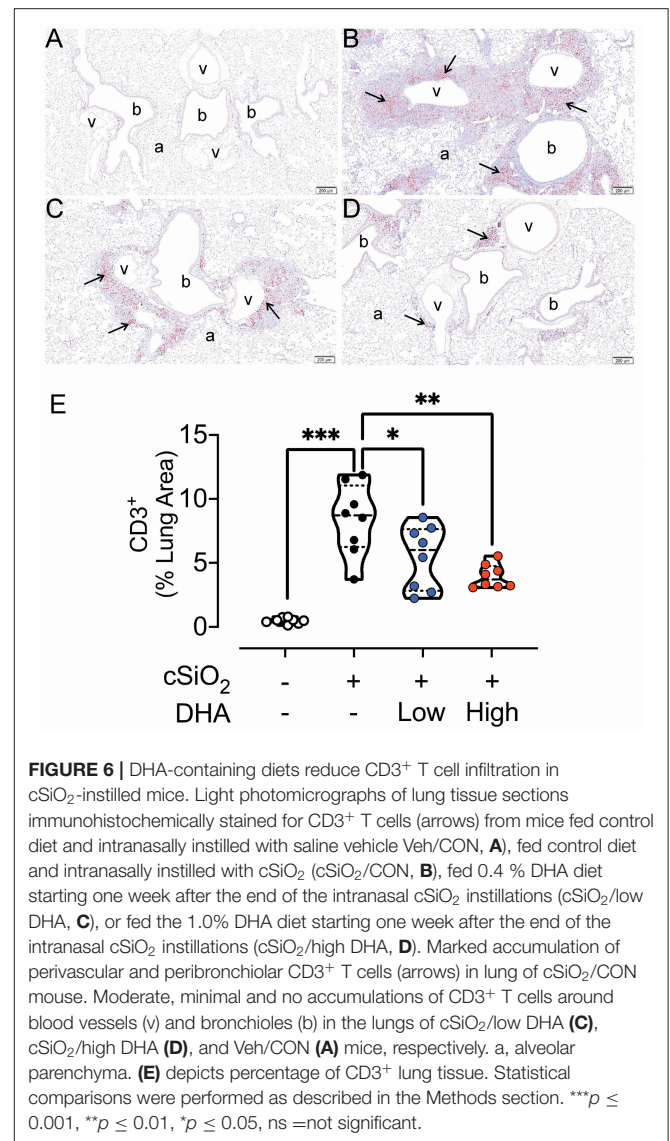 A
v
b
b
b
v
a
v
200 µm
B
v
v
a
b
200 µm
C
v
b
v
a
200 µm
D
v
b
b
v
a
b
200 µm
E
CD3+
(% Lung Area)
15
10
5
0
***
*
**
cSiO2 - + + +
DHA - - Low High
FIGURE 6 | DHA-containing diets reduce CD3+ T cell infiltration in
cSiO2-instilled mice. Light photomicrographs of lung tissue sections
immunohistochemically stained for CD3+ T cells (arrows) from mice fed control
diet and intranasally instilled with saline vehicle Veh/CON, A), fed control diet
and intranasally instilled with cSiO2 (cSiO2/CON, B), fed 0.4 % DHA diet
starting one week after the end of the intranasal cSiO2 instillations (cSiO2/low
DHA, C), or fed the 1.0% DHA diet starting one week after the end of the
intranasal cSiO2 instillations (cSiO2/high DHA, D). Marked accumulation of
perivascular and peribronchiolar CD3+ T cells (arrows) in lung of cSiO2/CON
mouse. Moderate, minimal and no accumulations of CD3+ T cells around
blood vessels (v) and bronchioles (b) in the lungs of cSiO2/low DHA (C),
cSiO2/high DHA (D), and Veh/CON (A) mice, respectively. a, alveolar
parenchyma. (E) depicts percentage of CD3+ lung tissue. Statistical
comparisons were performed as described in the Methods section. ***p ≤
0.001, **p ≤ 0.01, *p ≤ 0.05, ns =not significant.